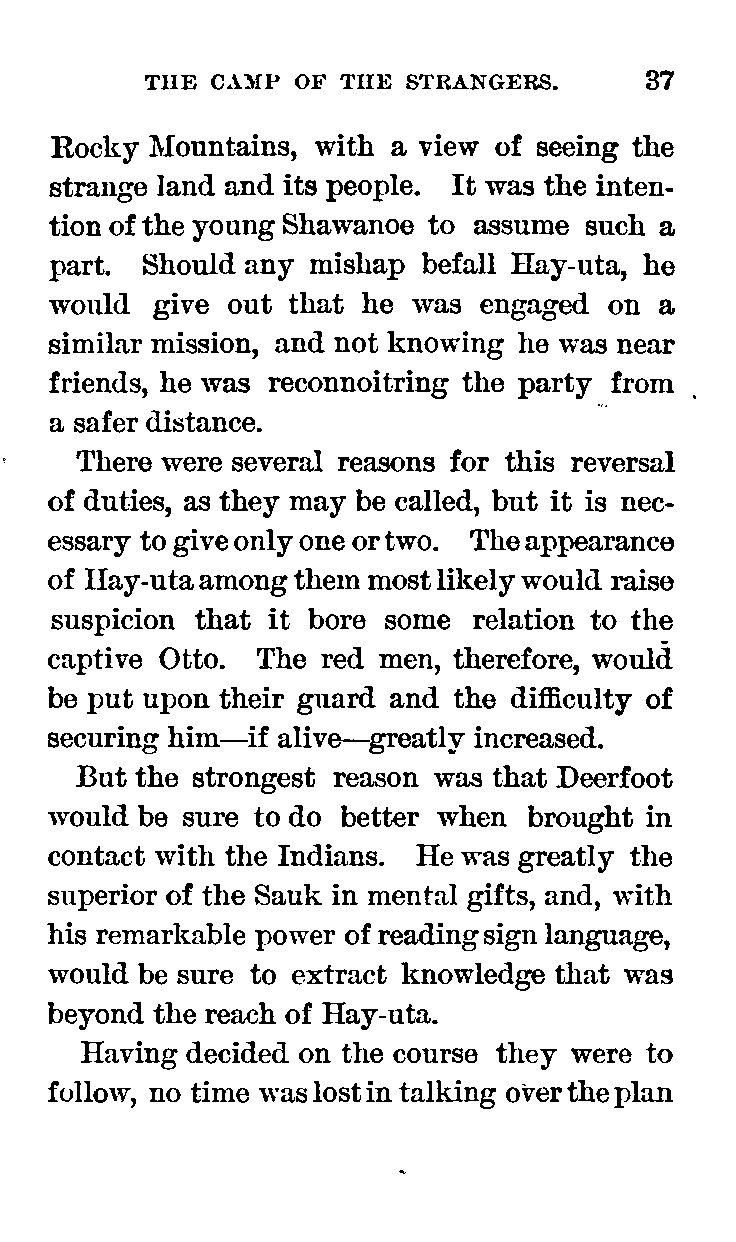 THE CAMP OF THE STRANGERS. 37
Rocky Mountains, with a view of seeing the
strange land and its people. It was the inten-
tion of the young Shawanoe to assume such a
part. Should any mishap befall Hay-uta, he
would give out that he was engaged on a
similar mission, and not knowing he was near
friends, he was reconnoitring the party from
a safer distance.
There were several reasons for this reversal
of duties, as they may be called, but it is nec-
essary to give only one or two. The appearance
of Hay-uta among them most likely would raise
suspicion that it bore some relation to the
captive Otto. The red men, therefore, would
be put upon their guard and the difficulty of
securing him—if alive—greatly increased.
But the strongest reason was that Deerfoot
would be sure to do better when brought in
contact with the Indians. He was greatly the
superior of the Sauk in mental gifts, and, with
his remarkable power of reading sign language,
would be sure to extract knowledge that was
beyond the reach of Hay-uta.
Having decided on the course they were to
follow, no time was lost in talking over the plan